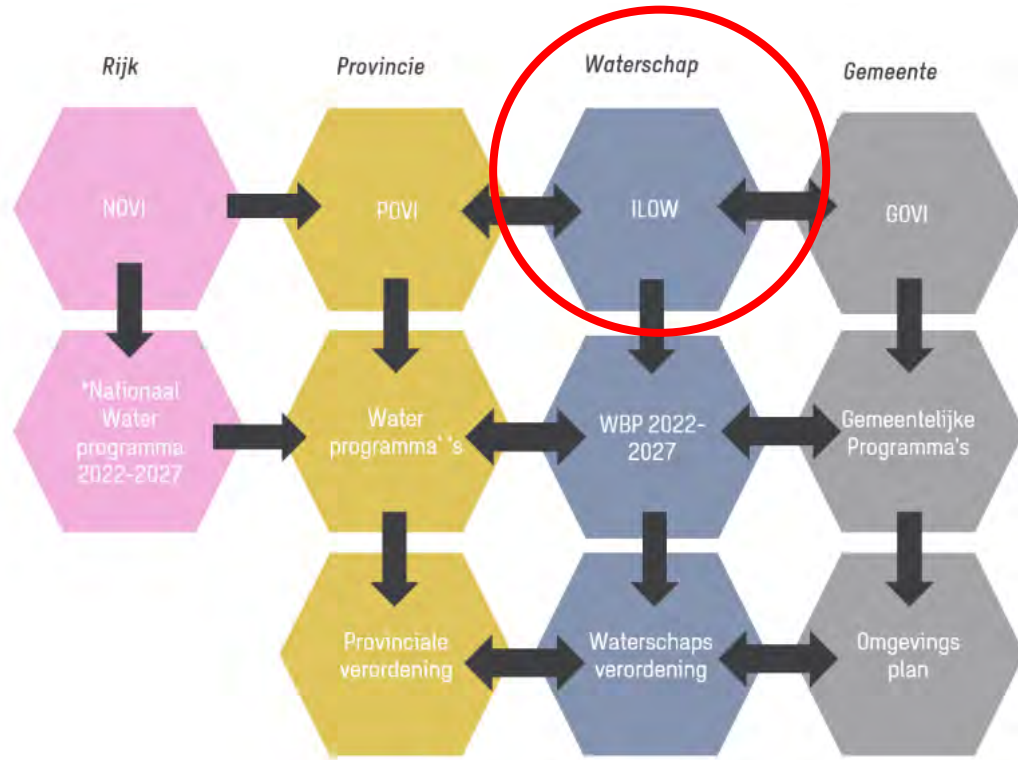 Rijk
Provincie
Waterschap
Gemeente
NOVI
POVI
ILOW
GOVI
*Nationaal
Water
programma
2022-2027
Water
programma''s
WBP 2022-
2027
Gemeentelijke
Programma's
Provinciale
verordening
Waterschaps
verordening
Omgevings
plan